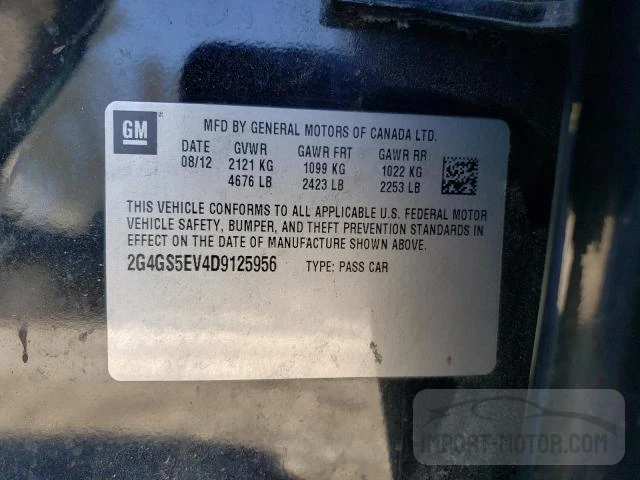 GM
MFD BY GENERAL MOTORS OF CANADA LTD.
DATE GVWR GAWR FRT GAWR RR
08/12 2121 KG 1099 KG 1022 KG
4676 LB 2423 LB 2253 LB
THIS VEHICLE CONFORMS TO ALL APPLICABLE U.S. FEDERAL MOTOR
VEHICLE SAFETY, BUMPER, AND THEFT PREVENTION STANDARDS IN
EFFECT ON THE DATE OF MANUFACTURE SHOWN ABOVE.
2G4GS5EV4D9125956 TYPE: PASS CAR
IMPORT-MOTOR.COM